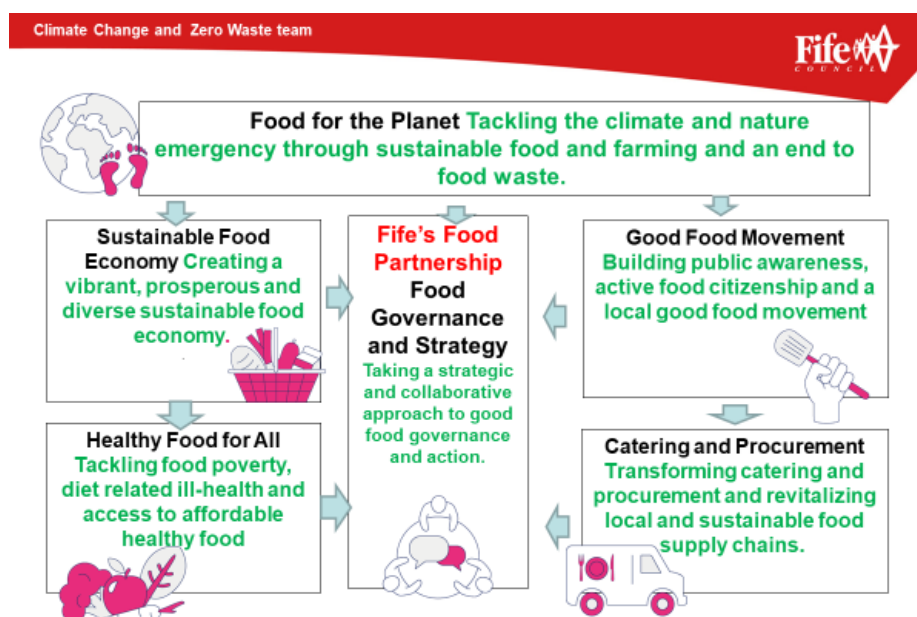 Climate Change and Zero Waste team
Fife
COUNCIL
Food for the Planet Tackling the climate and nature
emergency through sustainable food and farming and an end to
food waste.
Sustainable Food
Economy Creating a
vibrant, prosperous and
diverse sustainable food
economy.
Fife's Food
Partnership
Food
Governance
and Strategy
Taking a strategic
and collaborative
approach to good
food governance
and action.
Good Food Movement
Building public awareness,
active food citizenship and a
local good food movement
Healthy Food for All
Tackling food poverty,
diet related ill-health and
access to affordable
healthy food
Catering and Procurement
Transforming catering and
procurement and revitalizing
local and sustainable food
supply chains.